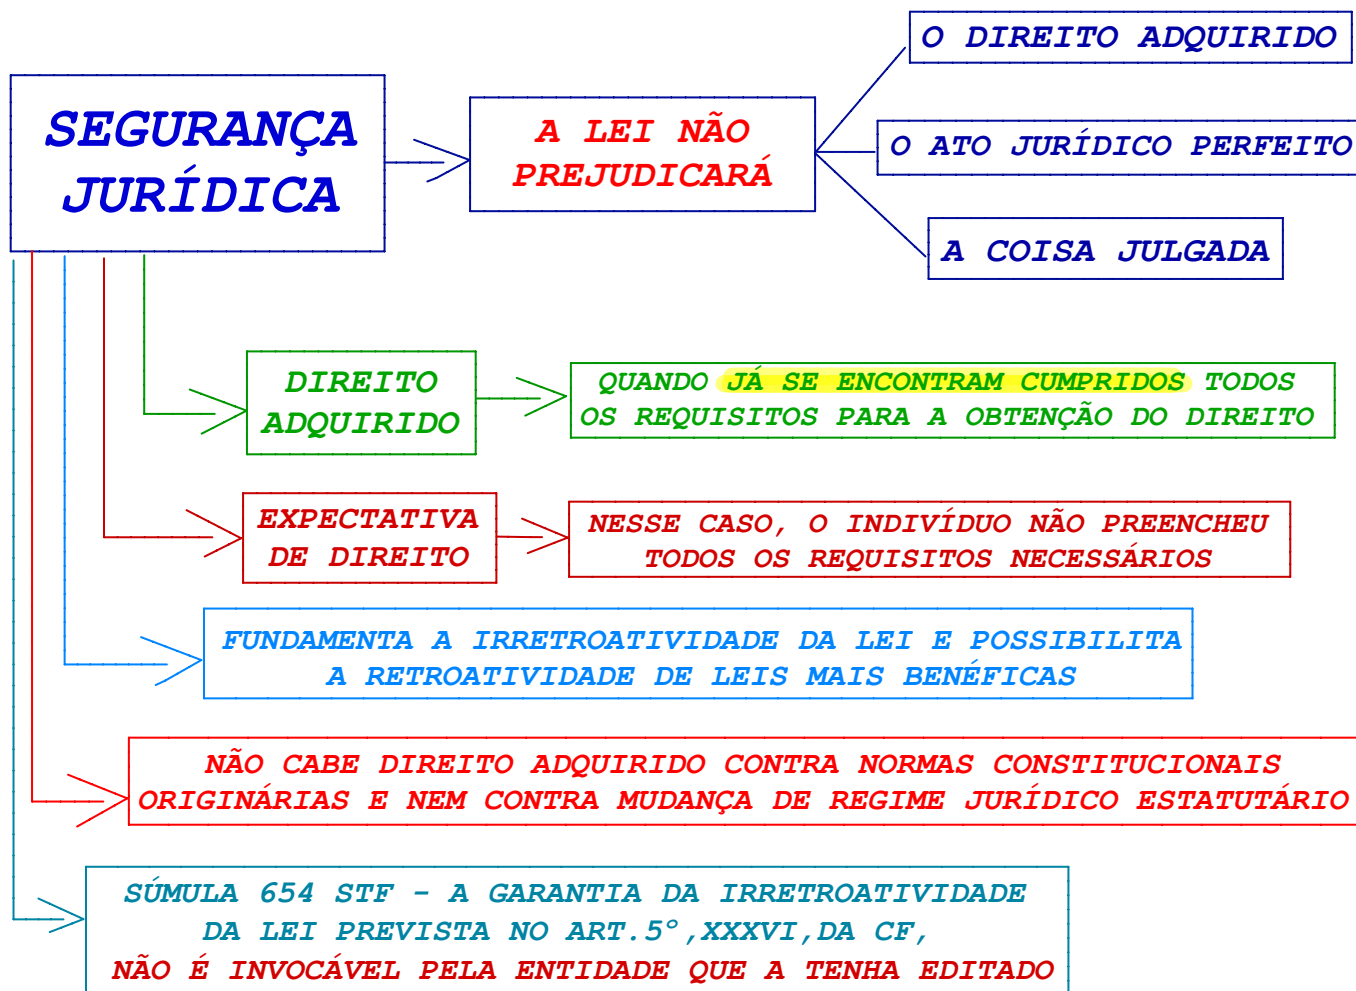 SEGURANÇA
JURÍDICA
A LEI NÃO
PREJUDICARÁ
O DIREITO ADQUIRIDO
O ATO JURÍDICO PERFEITO
A COISA JULGADA
DIREITO
ADQUIRIDO
QUANDO JÁ SE ENCONTRAM CUMPRIDOS TODOS
OS REQUISITOS PARA A OBTENÇÃO DO DIREITO
EXPECTATIVA
DE DIREITO
NESSE CASO, O INDIVÍDUO NÃO PREENCHEU
TODOS OS REQUISITOS NECESSÁRIOS
FUNDAMENTA A IRRETROATIVIDADE DA LEI E POSSIBILITA
A RETROATIVIDADE DE LEIS MAIS BENÉFICAS
NÃO CABE DIREITO ADQUIRIDO CONTRA NORMAS CONSTITUCIONAIS
ORIGINÁRIAS E NEM CONTRA MUDANÇA DE REGIME JURÍDICO ESTATUTÁRIO
SÚMULA 654 STF - A GARANTIA DA IRRETROATIVIDADE
DA LEI PREVISTA NO ART.5º,XXXVI,DA CF,
NÃO É INVOCÁVEL PELA ENTIDADE QUE A TENHA EDITADO